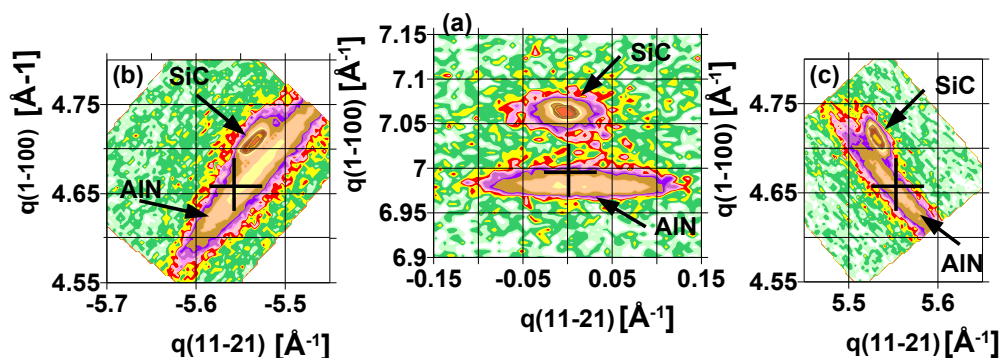 (b)
q(1-100) [Å-1]
SiC
AlN
4.75
4.65
4.55
-5.7
-5.6
-5.5
q(11-21) [Å-1]
(a)
q(1-100) [Å-1]
SiC
AlN
7.15
7.1
7.05
7
6.95
6.9
-0.15
-0.05
0.05
0.15
q(11-21) [Å-1]
(c)
q(1-100) [Å-1]
SiC
AlN
4.75
4.65
4.55
5.5
5.6
q(11-21) [Å-1]